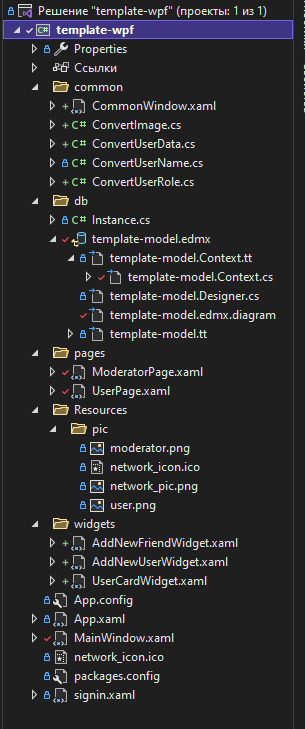 Решение "template-wpf" (проекты: 1 из 1)
template-wpf
Properties
Ссылки
common
CommonWindow.xaml
ConvertImage.cs
ConvertUserData.cs
ConvertUserName.cs
ConvertUserRole.cs
db
Instance.cs
template-model.edmx
template-model.Context.tt
template-model.Context.cs
template-model.Designer.cs
template-model.edmx.diagram
template-model.tt
pages
ModeratorPage.xaml
UserPage.xaml
Resources
pic
moderator.png
network_icon.ico
network_pic.png
user.png
widgets
AddNewFriendWidget.xaml
AddNewUserWidget.xaml
UserCardWidget.xaml
App.config
App.xaml
MainWindow.xaml
network_icon.ico
packages.config
signin.xaml